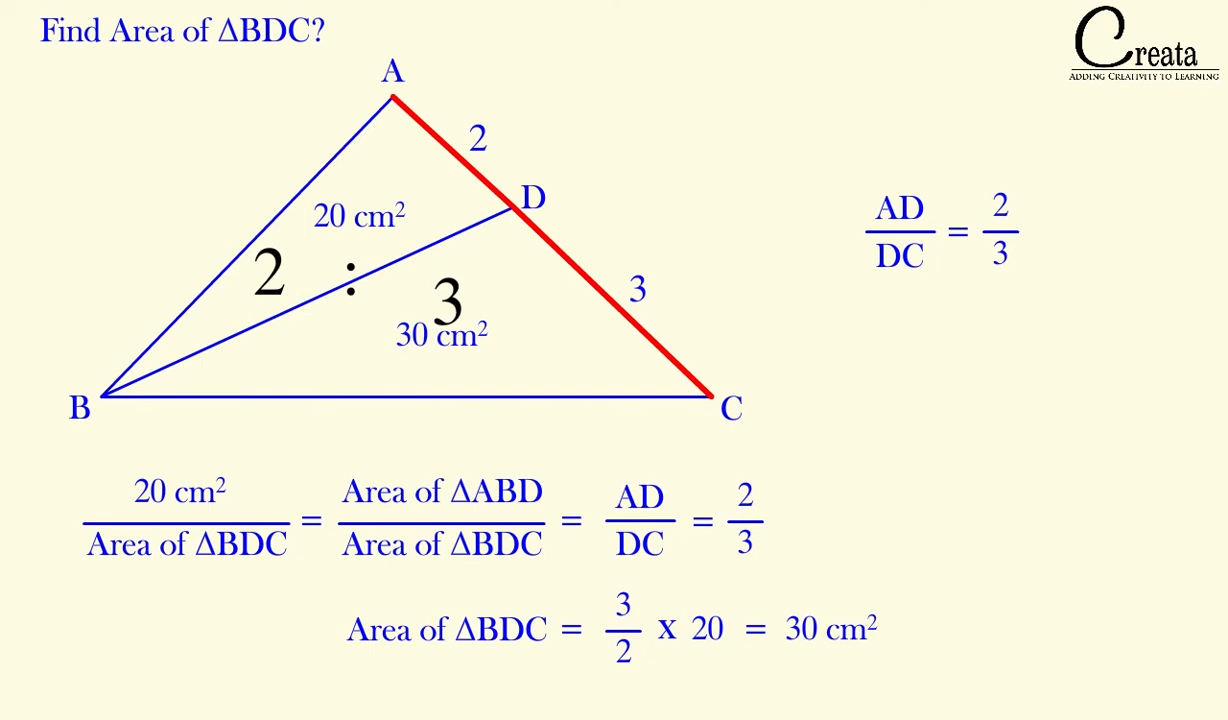 Find Area of ΔBDC?
Creata
ADDING CREATIVITY TO LEARNING
A
2
D
20 cm²
AD
DC
=
2
3
2 : 3
3
30 cm²
B
C
20 cm²
Area of ΔBDC
=
Area of ΔABD
Area of ΔBDC
=
AD
DC
=
2
3
Area of ΔBDC =
3
2
x 20 = 30 cm²